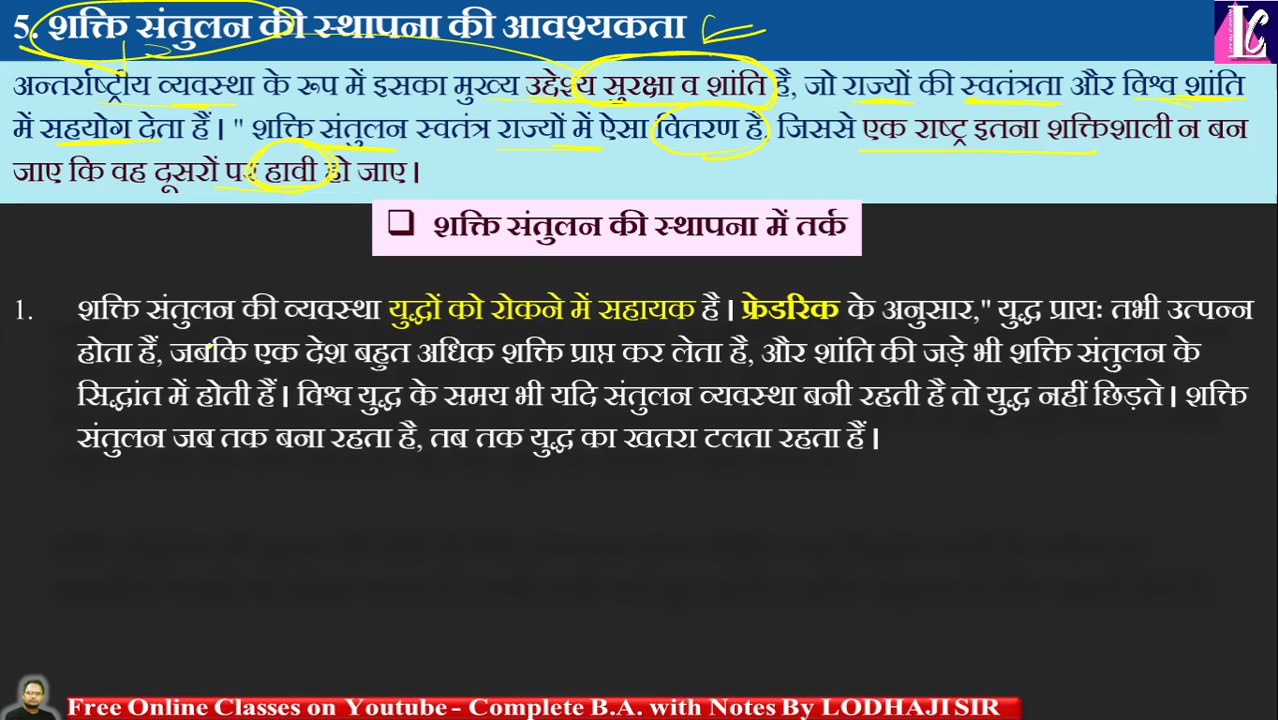 5. शक्ति संतुलन की स्थापना की आवश्यकता
LC
अन्तर्राष्ट्रीय व्यवस्था के रूप में इसका मुख्य उद्देश्य सुरक्षा व शांति है, जो राज्यों की स्वतंत्रता और विश्व शांति
में सहयोग देता हैं। " शक्ति संतुलन स्वतंत्र राज्यों में ऐसा वितरण है, जिससे एक राष्ट्र इतना शक्तिशाली न बन
जाए कि वह दूसरों पर हावी हो जाए।
❑ शक्ति संतुलन की स्थापना में तर्क
1. शक्ति संतुलन की व्यवस्था युद्धों को रोकने में सहायक है। फ्रेडरिक के अनुसार," युद्ध प्रायः तभी उत्पन्न
होता हैं, जबकि एक देश बहुत अधिक शक्ति प्राप्त कर लेता है, और शांति की जड़े भी शक्ति संतुलन के
सिद्धांत में होती हैं। विश्व युद्ध के समय भी यदि संतुलन व्यवस्था बनी रहती है तो युद्ध नहीं छिड़ते। शक्ति
संतुलन जब तक बना रहता है, तब तक युद्ध का खतरा टलता रहता हैं।
Free Online Classes on Youtube - Complete B.A. with Notes By LODHAJI SIR